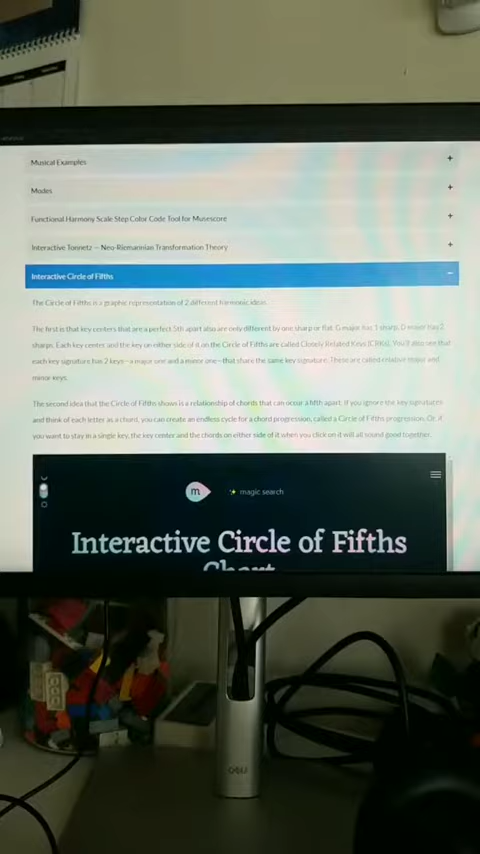 Musical Examples +
Modes +
Functional Harmony Scale Step Color Code Tool for Musescore +
Interactive Tonnetz — Neo-Riemannian Transformation Theory +
Interactive Circle of Fifths −
The Circle of Fifths is a graphic representation of 2 different harmonic ideas.
The first is that key centers that are a perfect 5th apart also are only different by one sharp or flat. G major has 1 sharp, D major has 2
sharps. Each key center and the key on either side of it on the Circle of Fifths are called Closely Related Keys (CRKs). You'll also see that
each key signature has 2 keys—a major one and a minor one—that share the same key signature. These are called relative major and
minor keys.
The second idea that the Circle of Fifths shows is a relationship of chords that can occur a fifth apart. If you ignore the key signatures
and think of each letter as a chord, you can create an endless cycle for a chord progression, called a Circle of Fifths progression. Or, if
you want to stay in a single key, the key center and the chords on either side of it when you click on it will all sound good together.
m magic search
Interactive Circle of Fifths
Chart
DELL